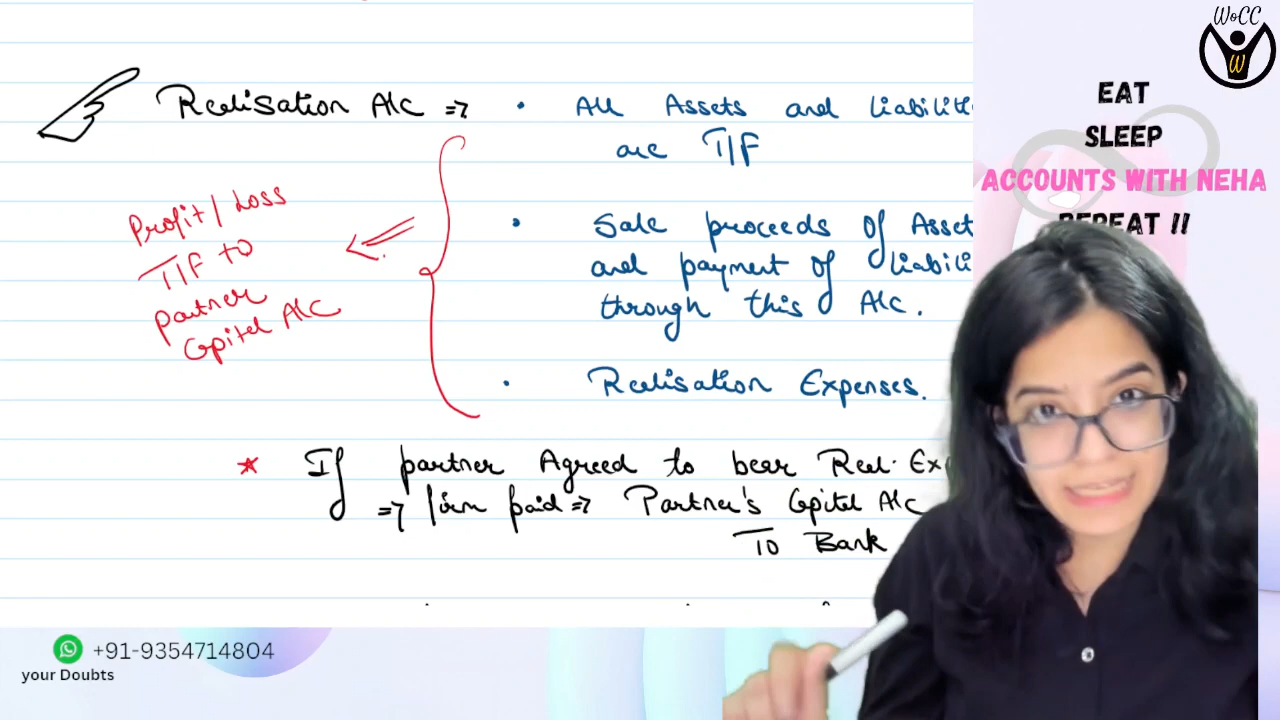 WoCC
W
EAT
SLEEP
ACCOUNTS WITH NEHA
REPEAT !!
Realisation A/c ⇒ • All Assets and Liabilitie
are T/F
• Sale proceeds of Asset
and payment of Liabili
through this A/c.
• Realisation Expenses.
Profit/Loss
T/F to
partner
Capital A/c
* If partner Agreed to bear Real. Ex
⇒ firm paid ⇒ Partner's Capital A/c
To Bank
+91-9354714804
your Doubts